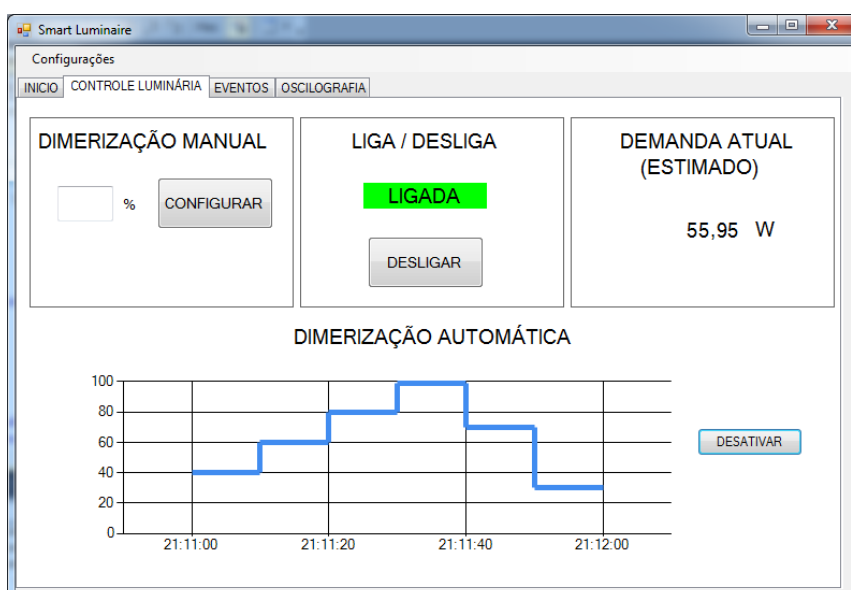 Smart Luminaire
Configurações
INICIO CONTROLE LUMINÁRIA EVENTOS OSCILOGRAFIA
DIMERIZAÇÃO MANUAL
% CONFIGURAR
LIGA / DESLIGA
LIGADA
DESLIGAR
DEMANDA ATUAL
(ESTIMADO)
55,95 W
DIMERIZAÇÃO AUTOMÁTICA
100
80
60
40
20
0
21:11:00 21:11:20 21:11:40 21:12:00
DESATIVAR